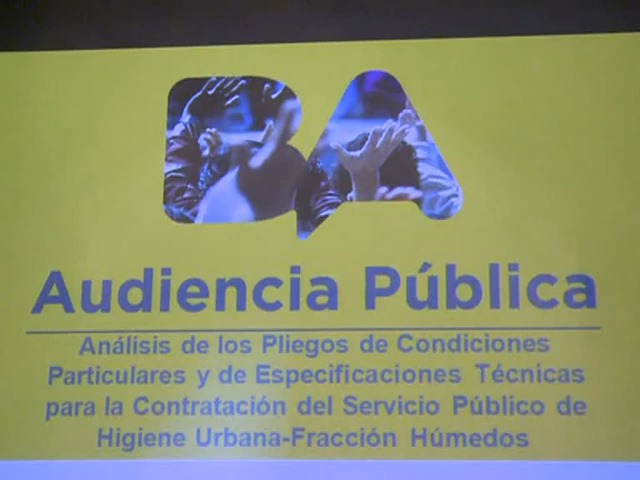 BA
Audiencia Pública
Análisis de los Pliegos de Condiciones
Particulares y de Especificaciones Técnicas
para la Contratación del Servicio Público de
Higiene Urbana-Fracción Húmedos